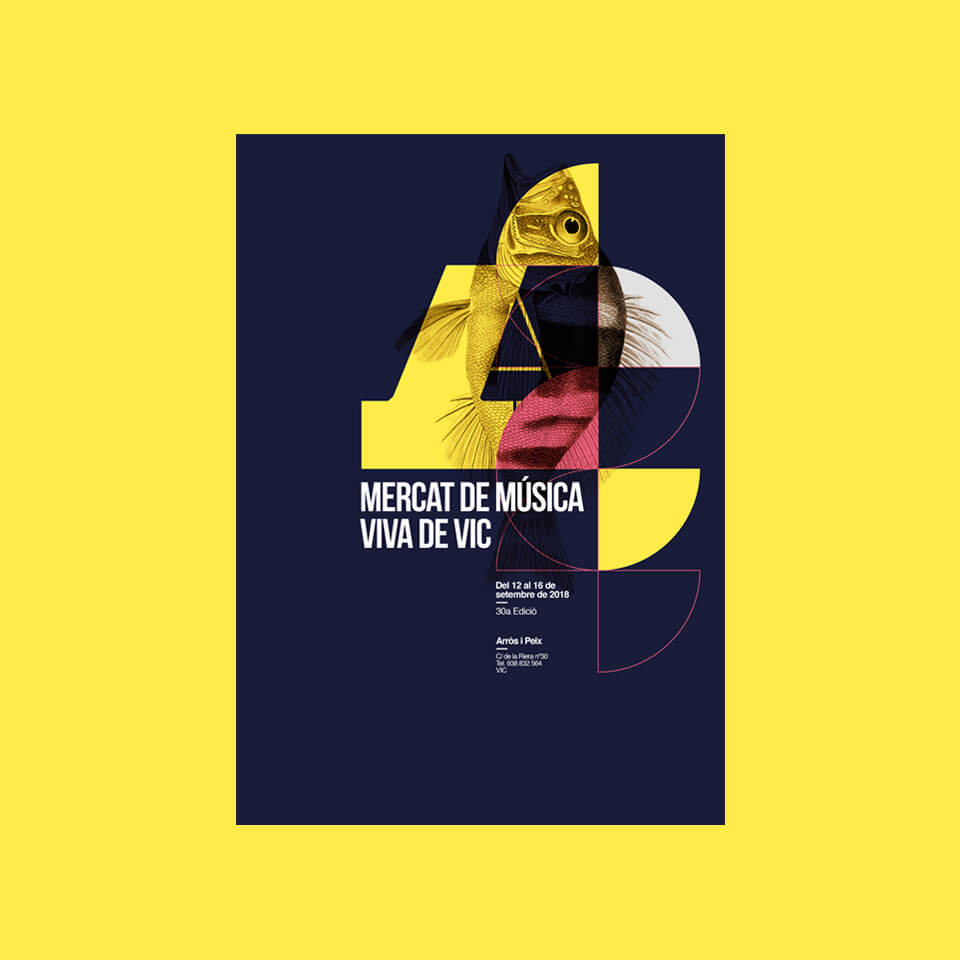 A
MERCAT DE MÚSICA
VIVA DE VIC
Del 12 al 16 de
setembre de 2018
30a Edició
Arròs i Peix
C/ de la Riera nº30
Tel. 938 832 564
VIC